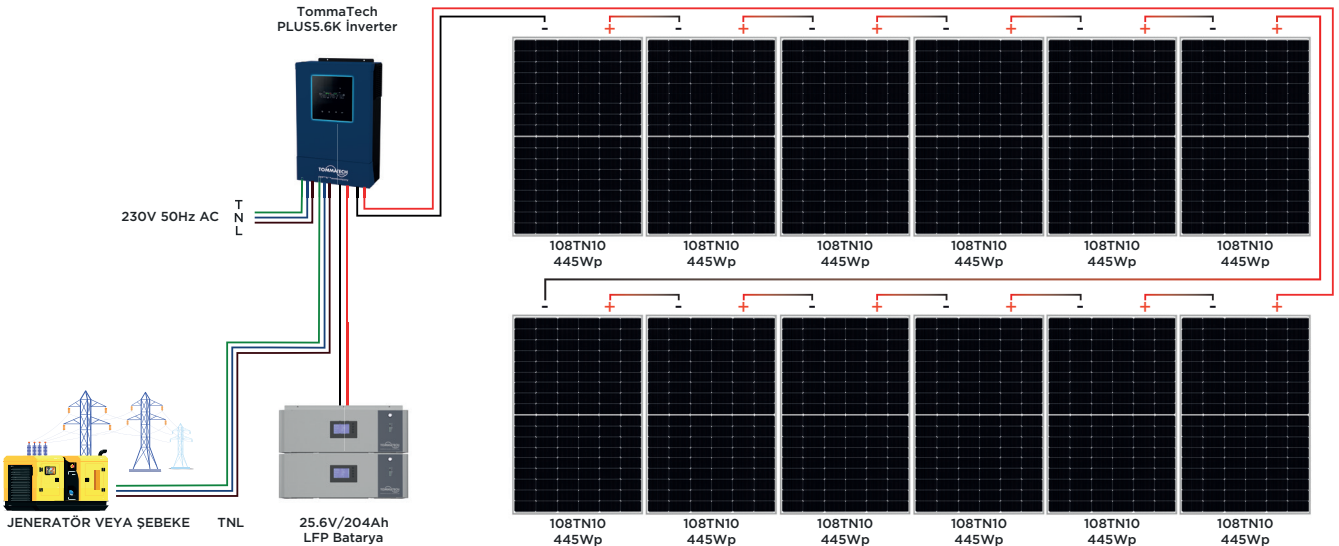 TommaTech
PLUS5.6K İnverter
- + - + - + - + - + - +
TOMMATECH
230V 50Hz AC
T
N
L
108TN10 108TN10 108TN10 108TN10 108TN10 108TN10
445Wp 445Wp 445Wp 445Wp 445Wp 445Wp
- + - + - + - + - + - +
JENERATÖR VEYA ŞEBEKE TNL
25.6V/204Ah
LFP Batarya
108TN10 108TN10 108TN10 108TN10 108TN10 108TN10
445Wp 445Wp 445Wp 445Wp 445Wp 445Wp